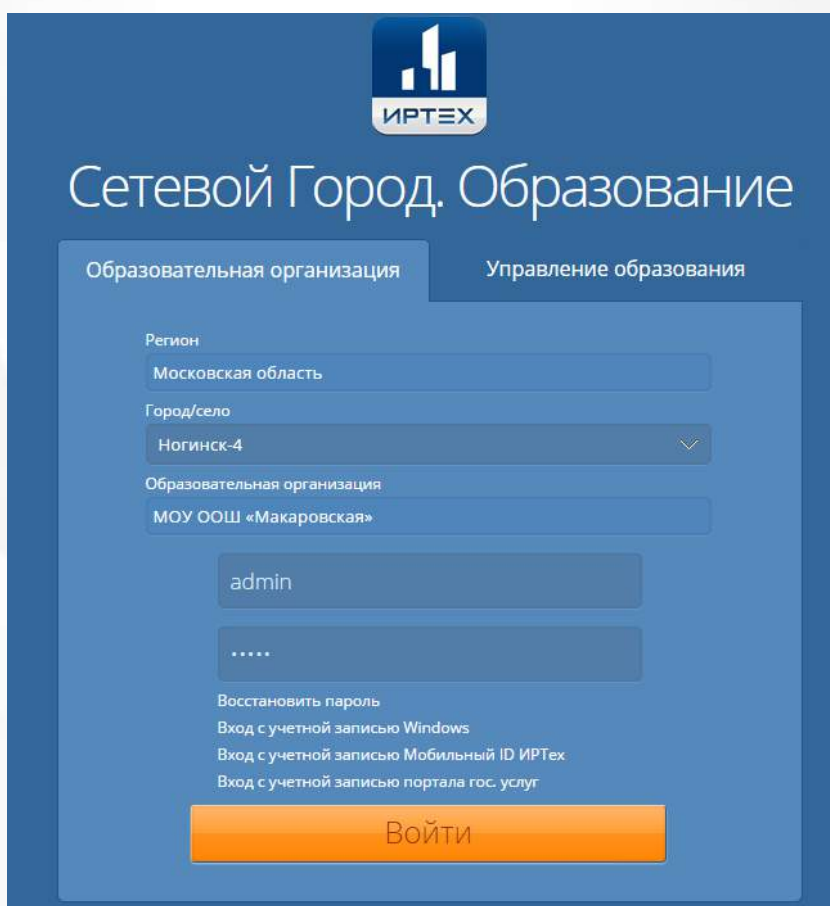 ИРТЕХ
Сетевой Город. Образование
Образовательная организация
Управление образования
Регион
Московская область
Город/село
Ногинск-4
Образовательная организация
МОУ ООШ «Макаровская»
admin
•••••
Восстановить пароль
Вход с учетной записью Windows
Вход с учетной записью Мобильный ID ИРТех
Вход с учетной записью портала гос. услуг
Войти